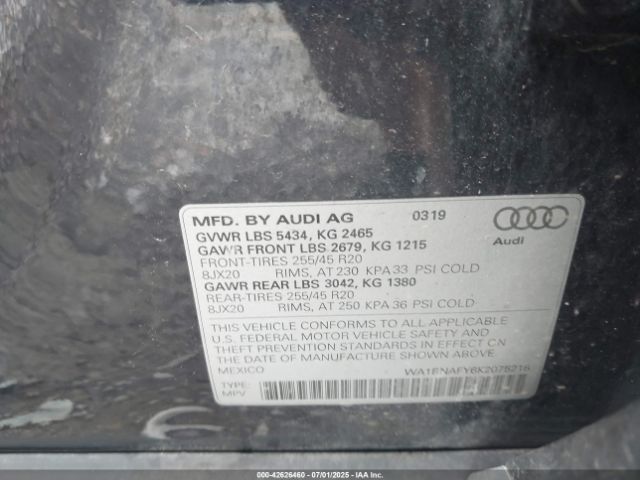 MFD. BY AUDI AG 0319
GVWR LBS 5434, KG 2465
GAWR FRONT LBS 2679, KG 1215
FRONT-TIRES 255/45 R20
8JX20 RIMS, AT 230 KPA 33 PSI COLD
GAWR REAR LBS 3042, KG 1380
REAR-TIRES 255/45 R20
8JX20 RIMS, AT 250 KPA 36 PSI COLD
Audi
THIS VEHICLE CONFORMS TO ALL APPLICABLE
U.S. FEDERAL MOTOR VEHICLE SAFETY AND
THEFT PREVENTION STANDARDS IN EFFECT ON
THE DATE OF MANUFACTURE SHOWN ABOVE.
MEXICO WA1BNAFY6K2075216
TYPE:
MPV
000-42626460 - 07/01/2025 - IAAI.com